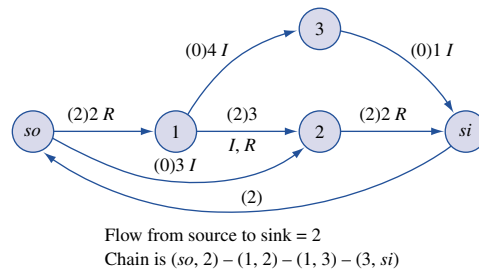 3
(0)4 I
(0)1 I
so
(2)2 R
1
(2)3
I, R
2
(2)2 R
si
(0)3 I
(2)
Flow from source to sink = 2
Chain is (so, 2) – (1, 2) – (1, 3) – (3, si)